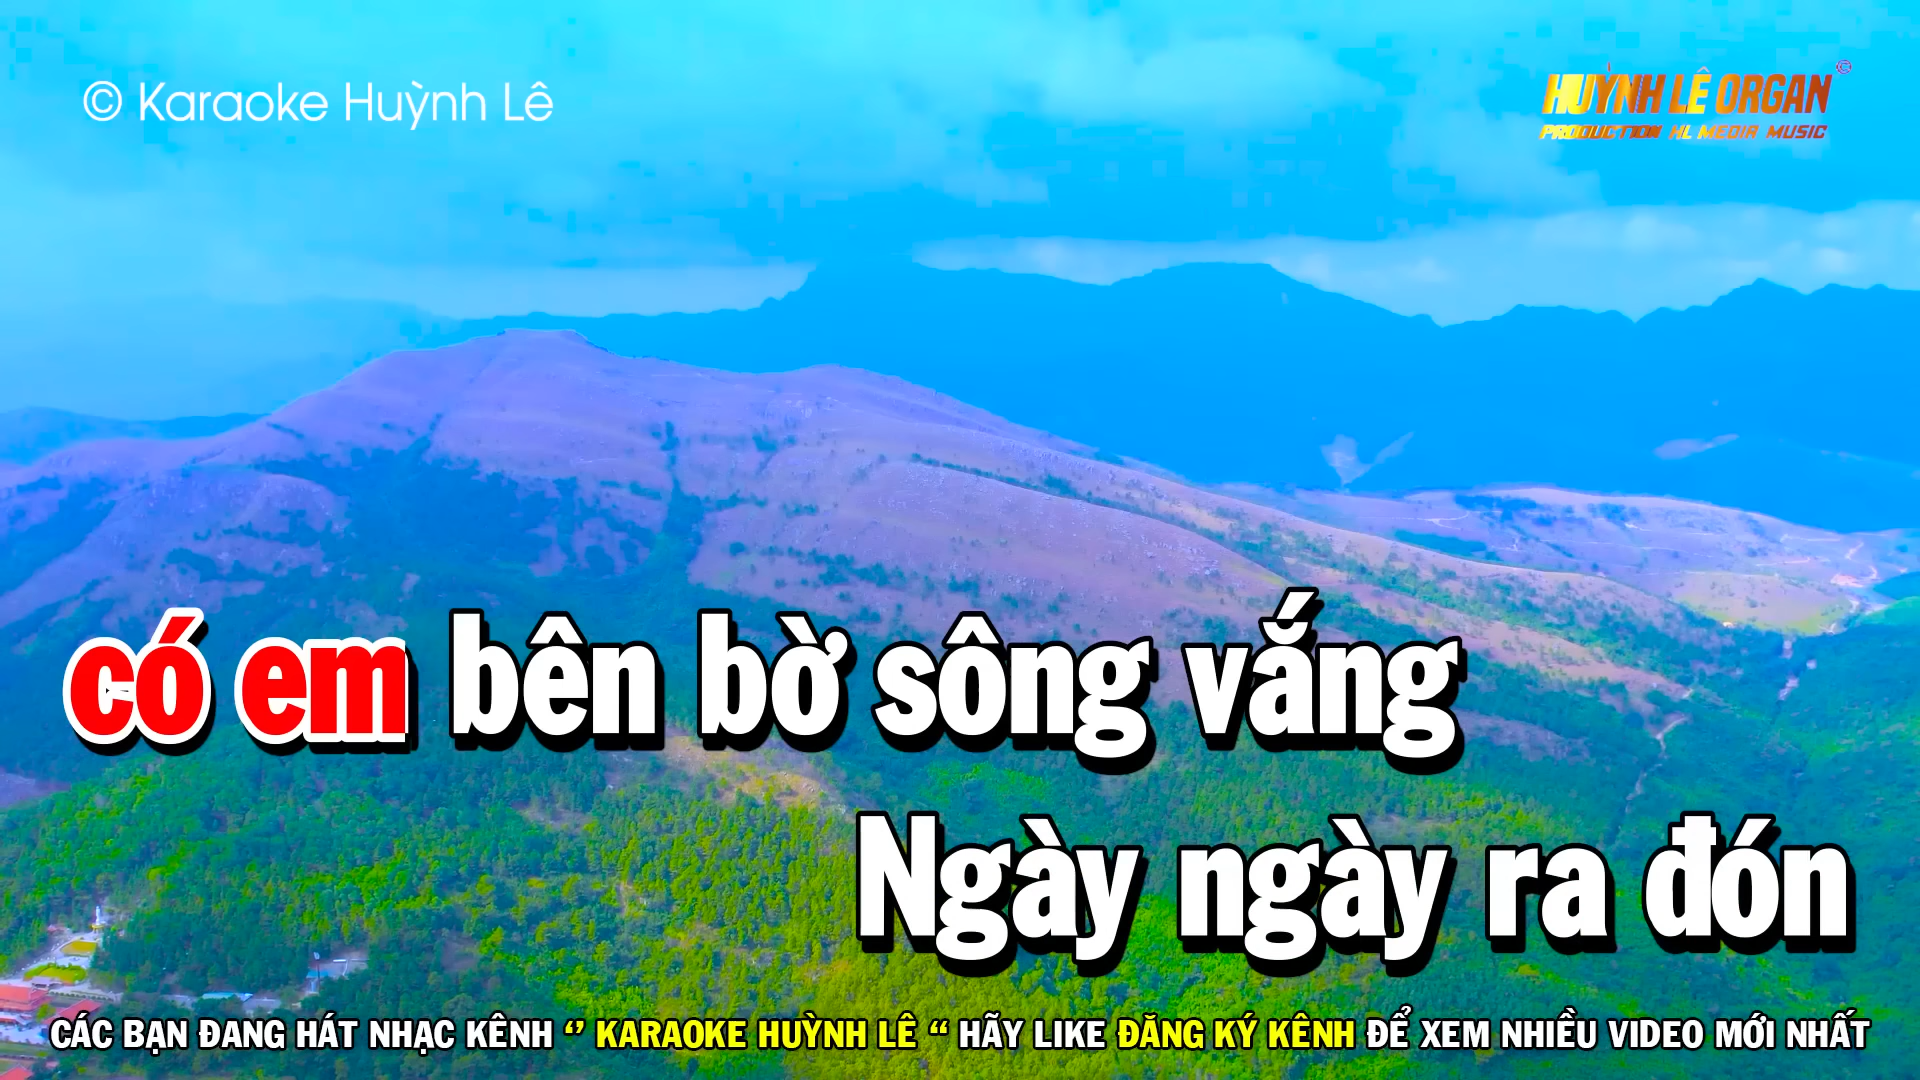 © Karaoke Huỳnh Lê
HUỲNH LÊ ORGAN ©
PRODUCTION HL MEDIA MUSIC
có em bên bờ sông vắng
Ngày ngày ra đón
CÁC BẠN ĐANG HÁT NHẠC KÊNH ‘’ KARAOKE HUỲNH LÊ “ HÃY LIKE ĐĂNG KÝ KÊNH ĐỂ XEM NHIỀU VIDEO MỚI NHẤT